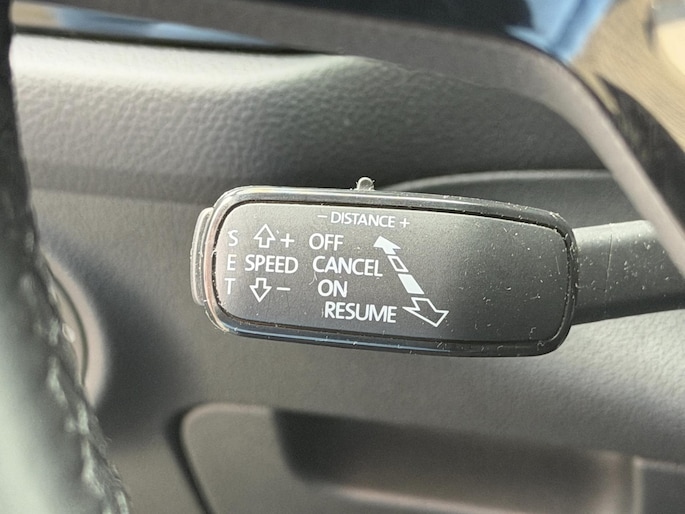 − DISTANCE +
S + OFF
E SPEED CANCEL
T − ON
RESUME